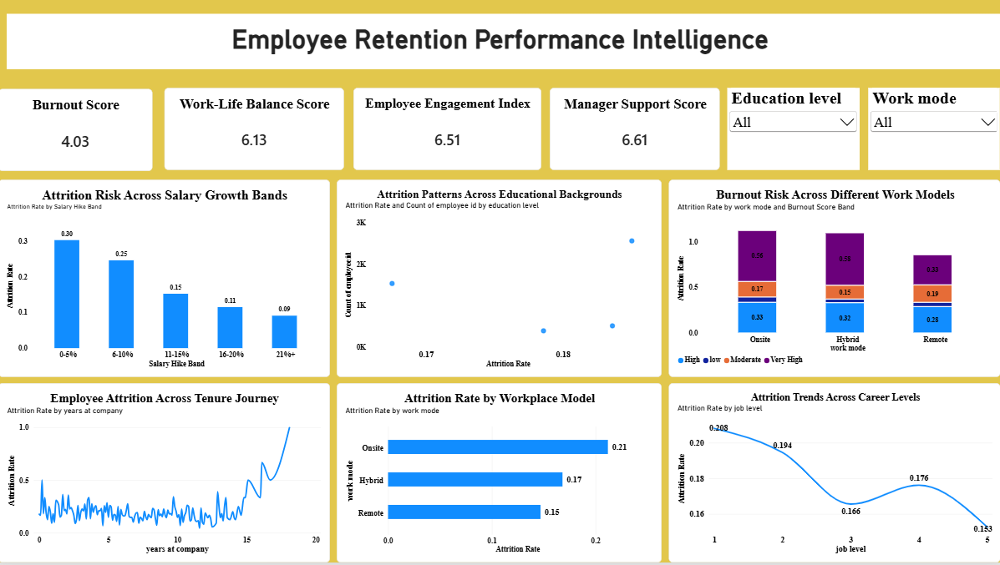 Employee Retention Performance Intelligence
Burnout Score
4.03
Work-Life Balance Score
6.13
Employee Engagement Index
6.51
Manager Support Score
6.61
Education level
All
Work mode
All
Attrition Risk Across Salary Growth Bands
Attrition Rate by Salary Hike Band
Attrition Rate
0.3
0.2
0.1
0.0
0.30
0.25
0.15
0.11
0.09
0-5%
6-10%
11-15%
16-20%
21%+
Salary Hike Band
Attrition Patterns Across Educational Backgrounds
Attrition Rate and Count of employee id by education level
Count of employee id
3K
2K
1K
0K
0.17
0.18
Attrition Rate
Burnout Risk Across Different Work Models
Attrition Rate by work mode and Burnout Score Band
Attrition Rate
1.0
0.5
0.0
0.56
0.17
0.33
0.58
0.15
0.32
0.33
0.19
0.28
Onsite
Hybrid
Remote
work mode
High
low
Moderate
Very High
Employee Attrition Across Tenure Journey
Attrition Rate by years at company
Attrition Rate
1.0
0.5
0.0
0
5
10
15
20
years at company
Attrition Rate by Workplace Model
Attrition Rate by work mode
work mode
Onsite
0.21
Hybrid
0.17
Remote
0.15
0.0
0.1
0.2
Attrition Rate
Attrition Trends Across Career Levels
Attrition Rate by job level
Attrition Rate
0.20
0.18
0.16
0.208
0.194
0.166
0.176
0.153
1
2
3
4
5
job level